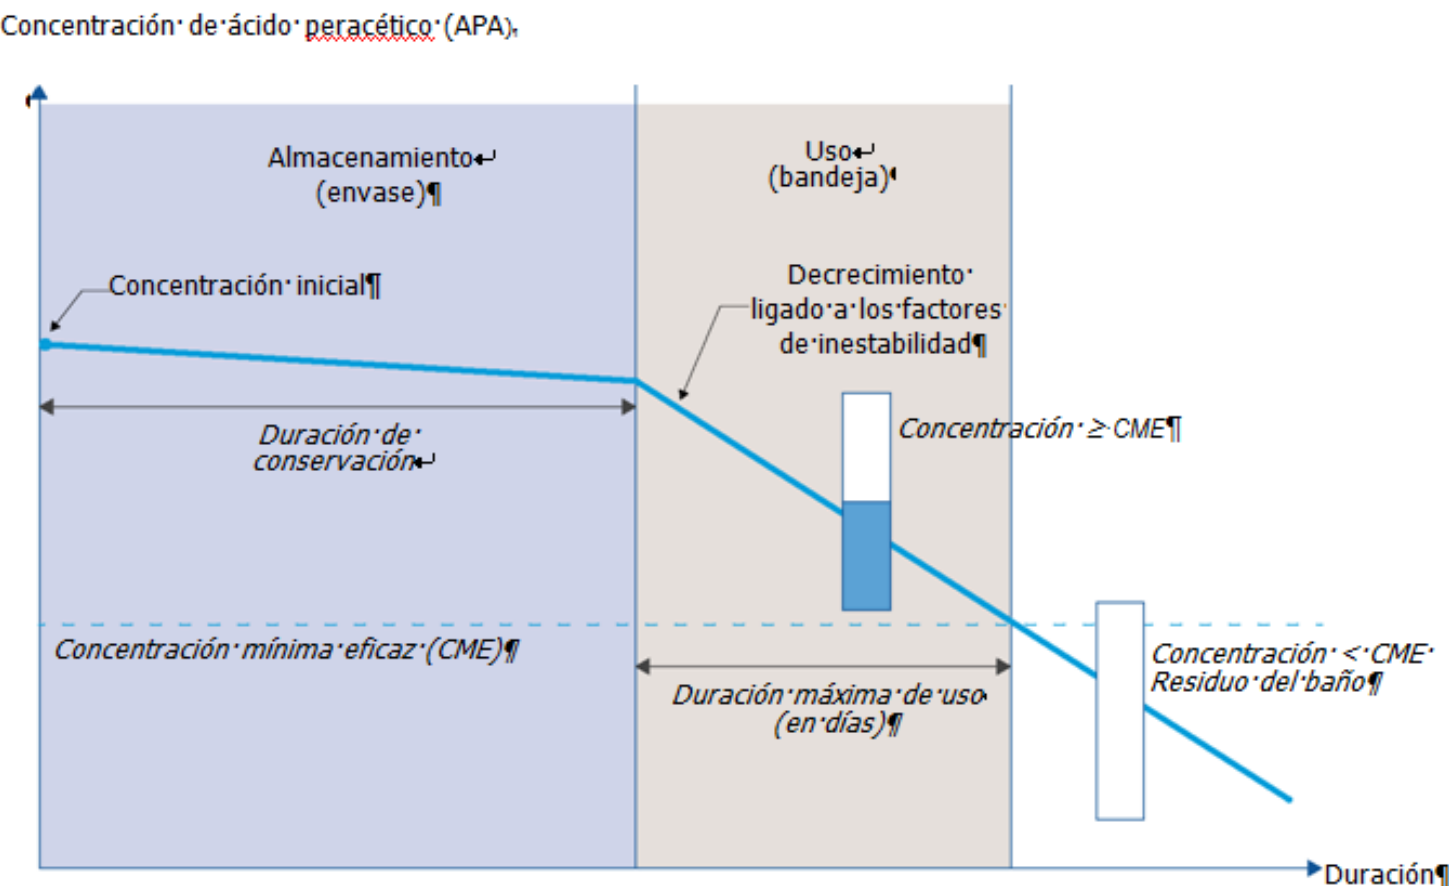 Concentración de ácido peracético (APA)
Almacenamiento↵
(envase)¶
Uso↵
(bandeja)
Concentración inicial¶
Decrecimiento
ligado a los factores
de inestabilidad¶
Duración de
conservación↵
Concentración ≥ CME¶
Concentración mínima eficaz (CME)¶
Concentración < CME
Residuo del baño¶
Duración máxima de uso
(en días)¶
Duración¶